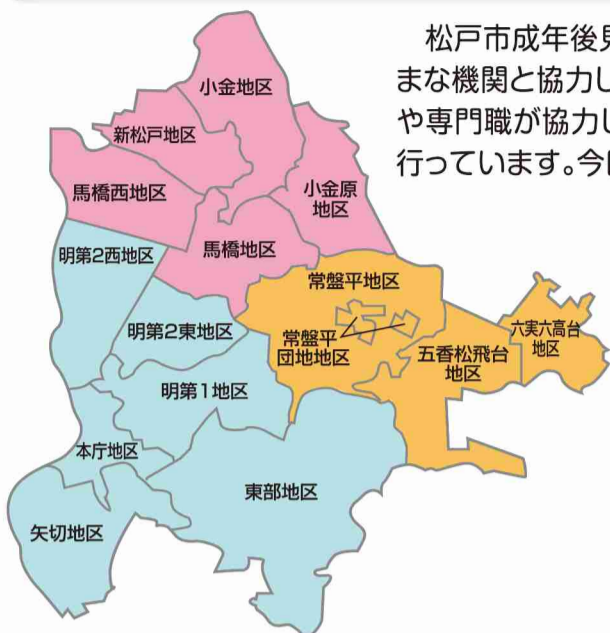 松戸市成年後見
まな機関と協力し
や専門職が協力し
行っています。今
小金地区
新松戸地区
小金原
地区
馬橋西地区
馬橋地区
明第2西地区
常盤平地区
明第2東地区
常盤平
団地地区
六実六高台
地区
五香松飛台
地区
明第1地区
本庁地区
東部地区
矢切地区